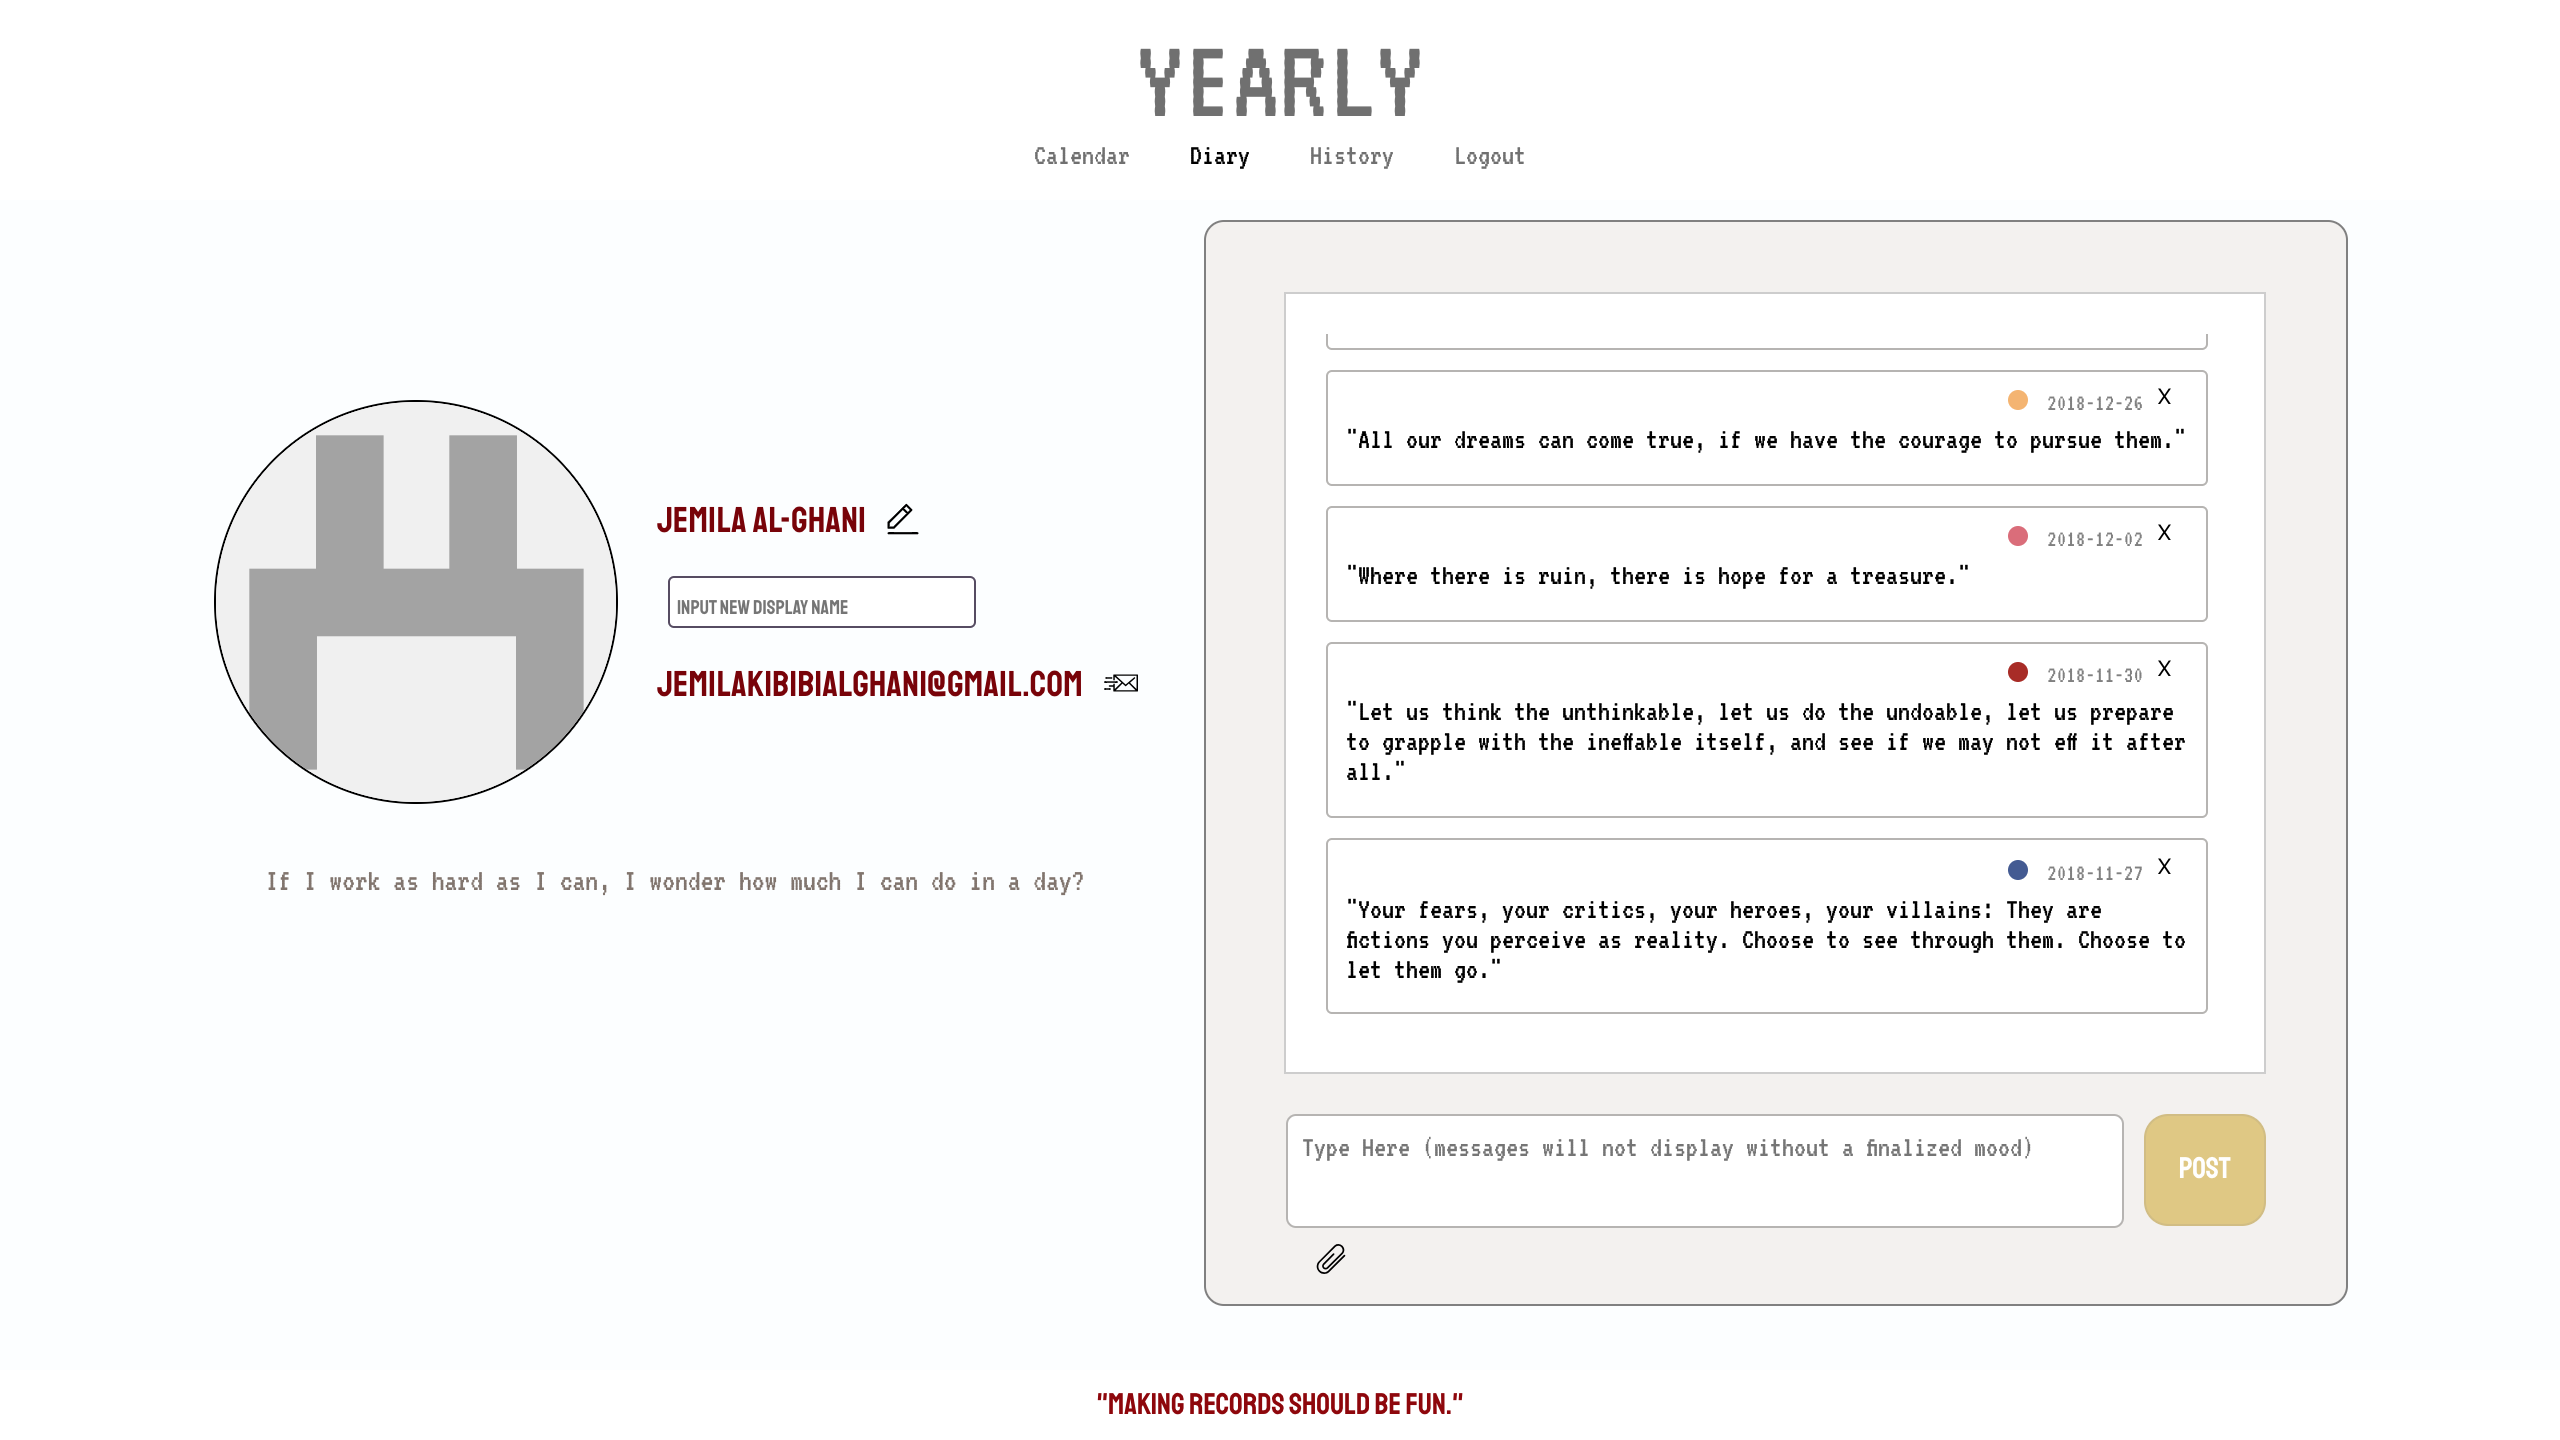 YEARLY
Calendar Diary History Logout
JEMILA AL-GHANI
INPUT NEW DISPLAY NAME
JEMILAKIBIBIALGHANI@GMAIL.COM
If I work as hard as I can, I wonder how much I can do in a day?
2018-12-26 X
"All our dreams can come true, if we have the courage to pursue them."
2018-12-02 X
"Where there is ruin, there is hope for a treasure."
2018-11-30 X
"Let us think the unthinkable, let us do the undoable, let us prepare
to grapple with the ineffable itself, and see if we may not eff it after
all."
2018-11-27 X
"Your fears, your critics, your heroes, your villains: They are
fictions you perceive as reality. Choose to see through them. Choose to
let them go."
Type Here (messages will not display without a finalized mood)
POST
"MAKING RECORDS SHOULD BE FUN."